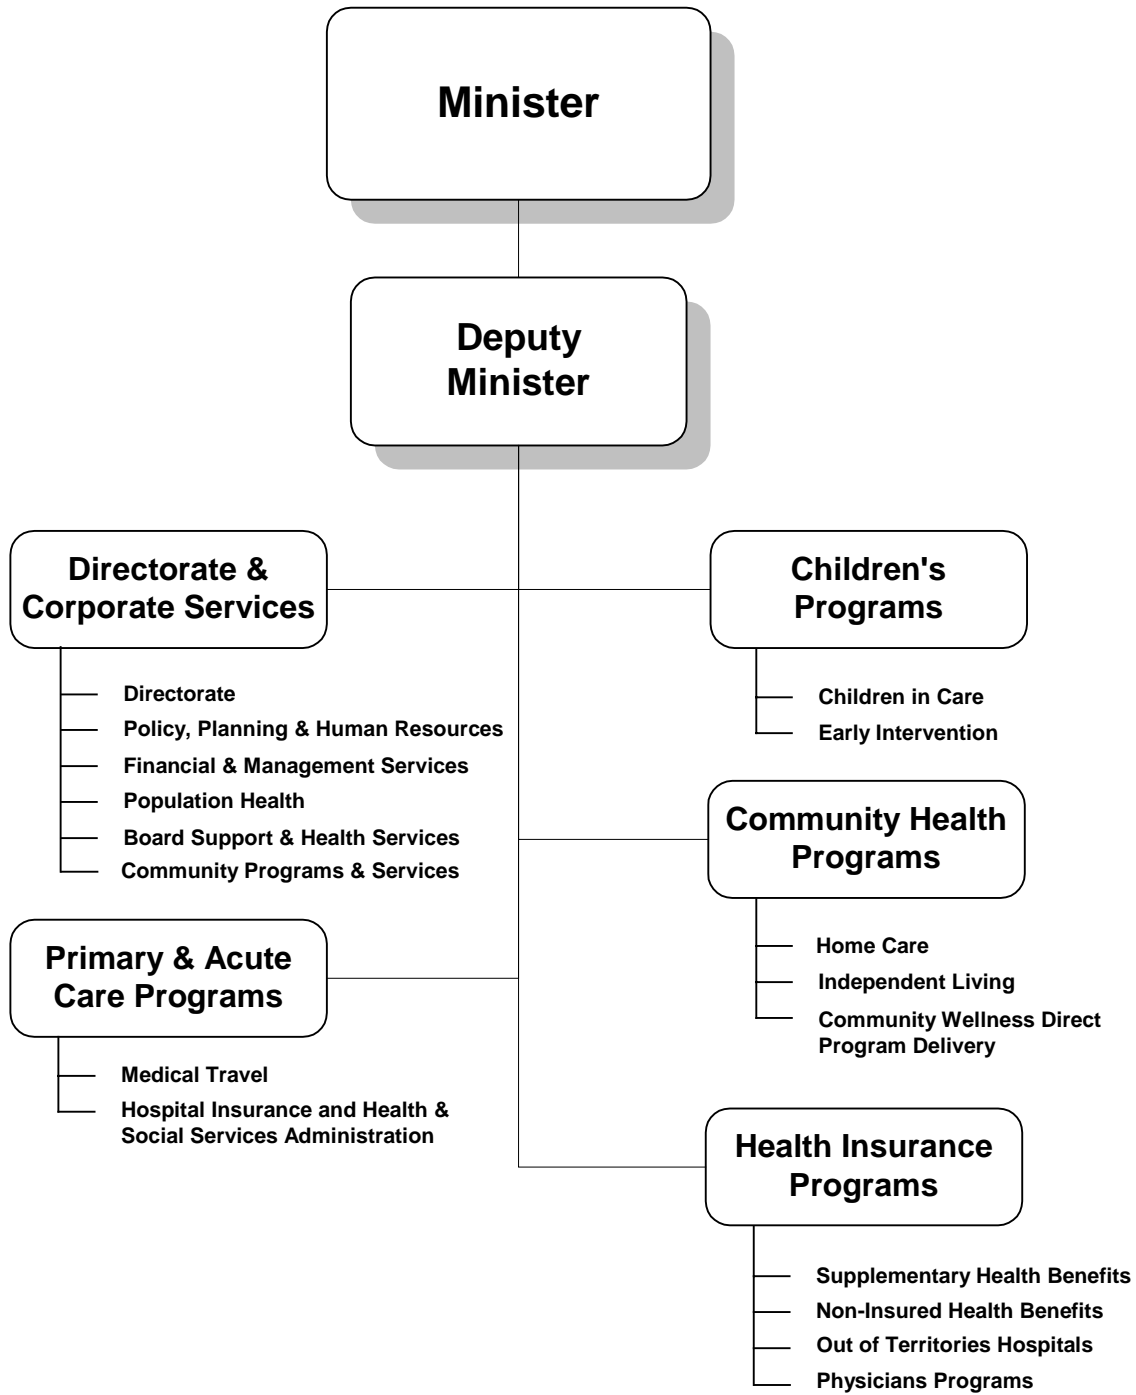 Minister
Deputy
Minister
Directorate &
Corporate Services
Directorate
Policy, Planning & Human Resources
Financial & Management Services
Population Health
Board Support & Health Services
Community Programs & Services
Primary & Acute
Care Programs
Medical Travel
Hospital Insurance and Health &
Social Services Administration
Children's
Programs
Children in Care
Early Intervention
Community Health
Programs
Home Care
Independent Living
Community Wellness Direct
Program Delivery
Health Insurance
Programs
Supplementary Health Benefits
Non-Insured Health Benefits
Out of Territories Hospitals
Physicians Programs